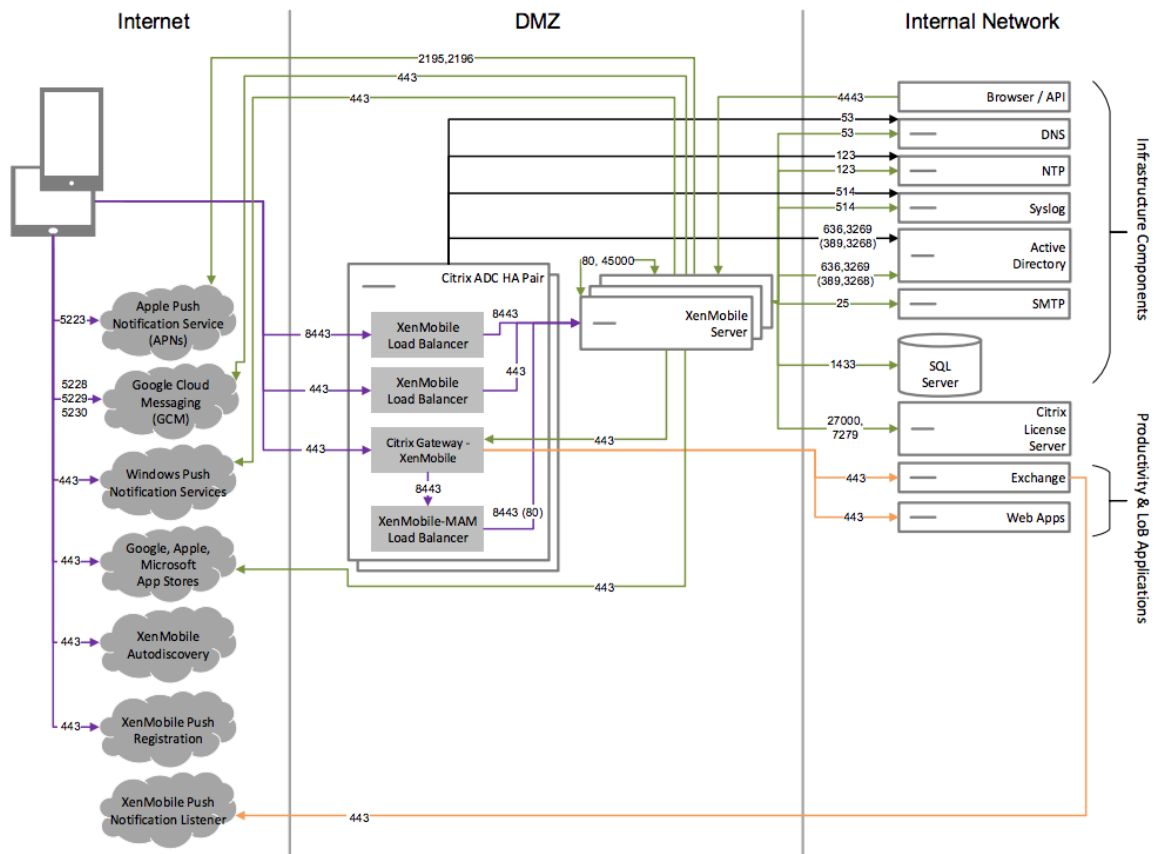 Internet
DMZ
Internal Network
2195,2196
443
443
4443
Browser / API
53
53
DNS
123
123
NTP
514
514
Syslog
636,3269
(389,3268)
Active
Directory
636,3269
(389,3268)
25
SMTP
1433
SQL
Server
27000,
7279
Citrix
License
Server
443
Exchange
443
Web Apps
Infrastructure Components
Productivity & LoB Applications
Citrix ADC HA Pair
80, 45000
XenMobile
Server
8443
XenMobile
Load Balancer
8443
443
XenMobile
Load Balancer
443
443
Citrix Gateway -
XenMobile
443
8443
XenMobile-MAM
Load Balancer
8443 (80)
443
5223
Apple Push
Notification Service
(APNs)
5228
5229
5230
Google Cloud
Messaging
(GCM)
443
Windows Push
Notification Services
443
Google, Apple,
Microsoft
App Stores
443
XenMobile
Autodiscovery
443
XenMobile Push
Registration
XenMobile Push
Notification Listener
443